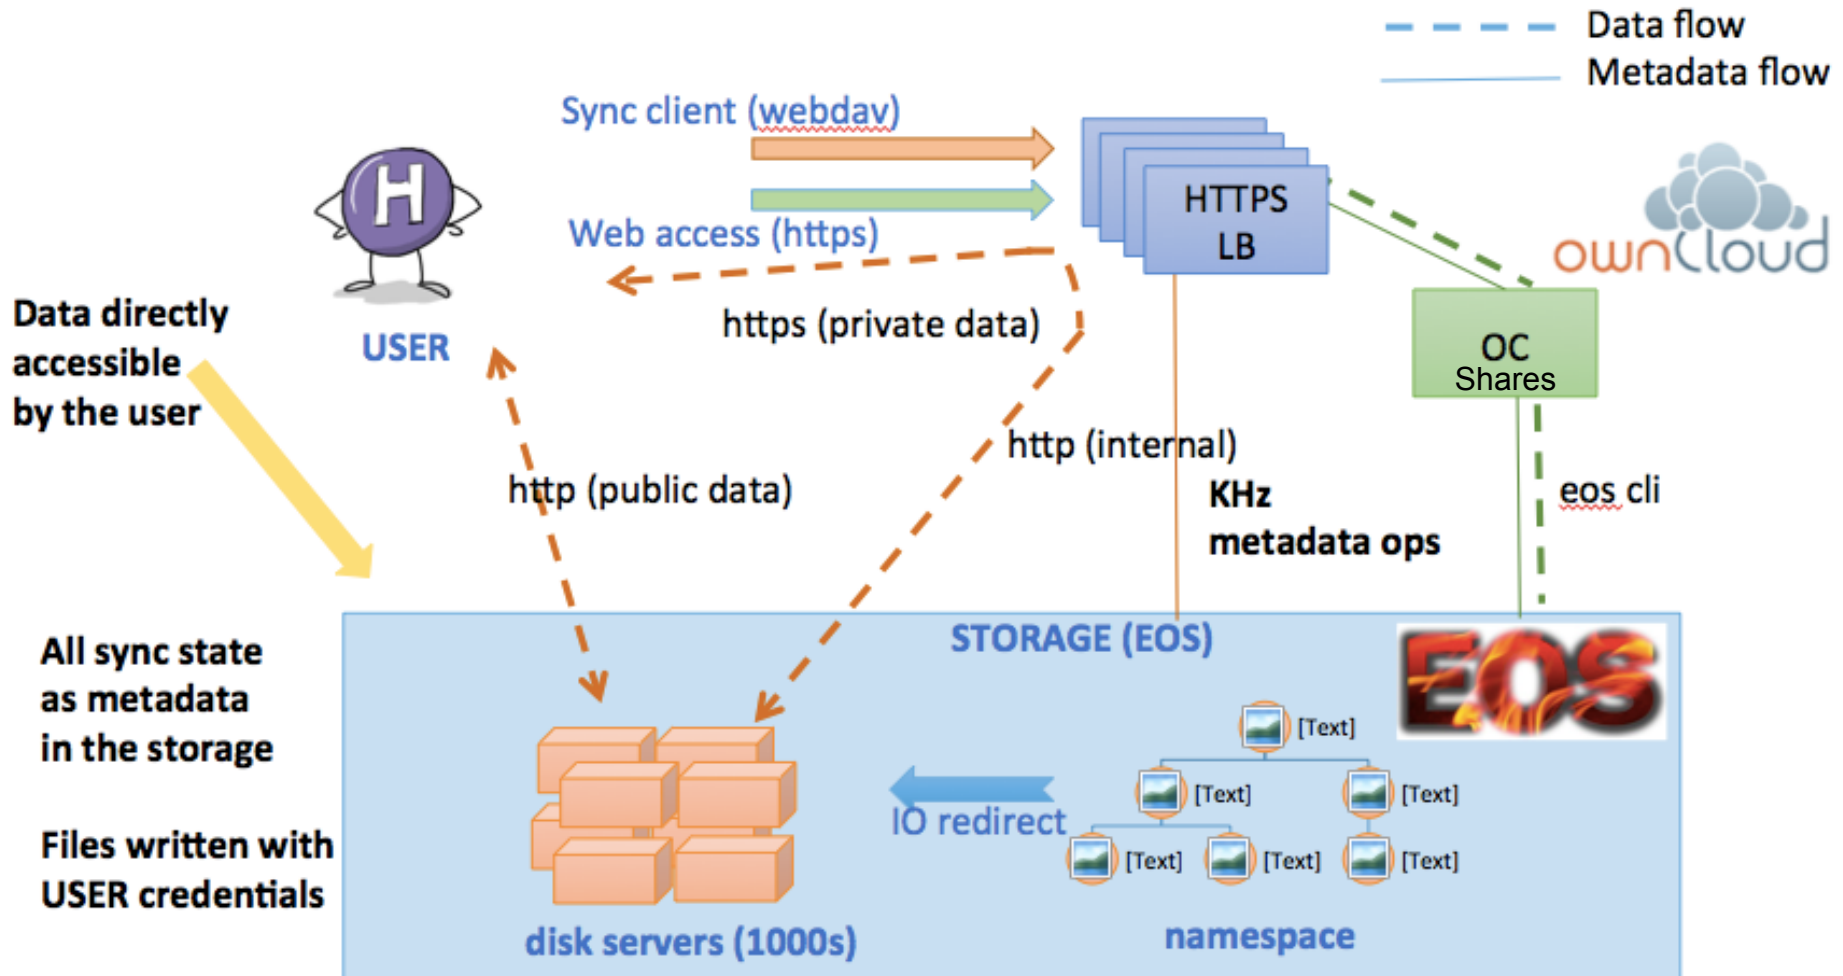 Data flow
Metadata flow
Sync client (webdav)
H
HTTPS
LB
Web access (https)
ownCloud
https (private data)
Data directly
accessible
by the user
USER
OC
Shares
http (internal)
http (public data)
KHz
metadata ops
eos cli
STORAGE (EOS)
EOS
All sync state
as metadata
in the storage
[Text]
[Text]
[Text]
IO redirect
[Text]
[Text]
[Text]
Files written with
USER credentials
disk servers (1000s)
namespace